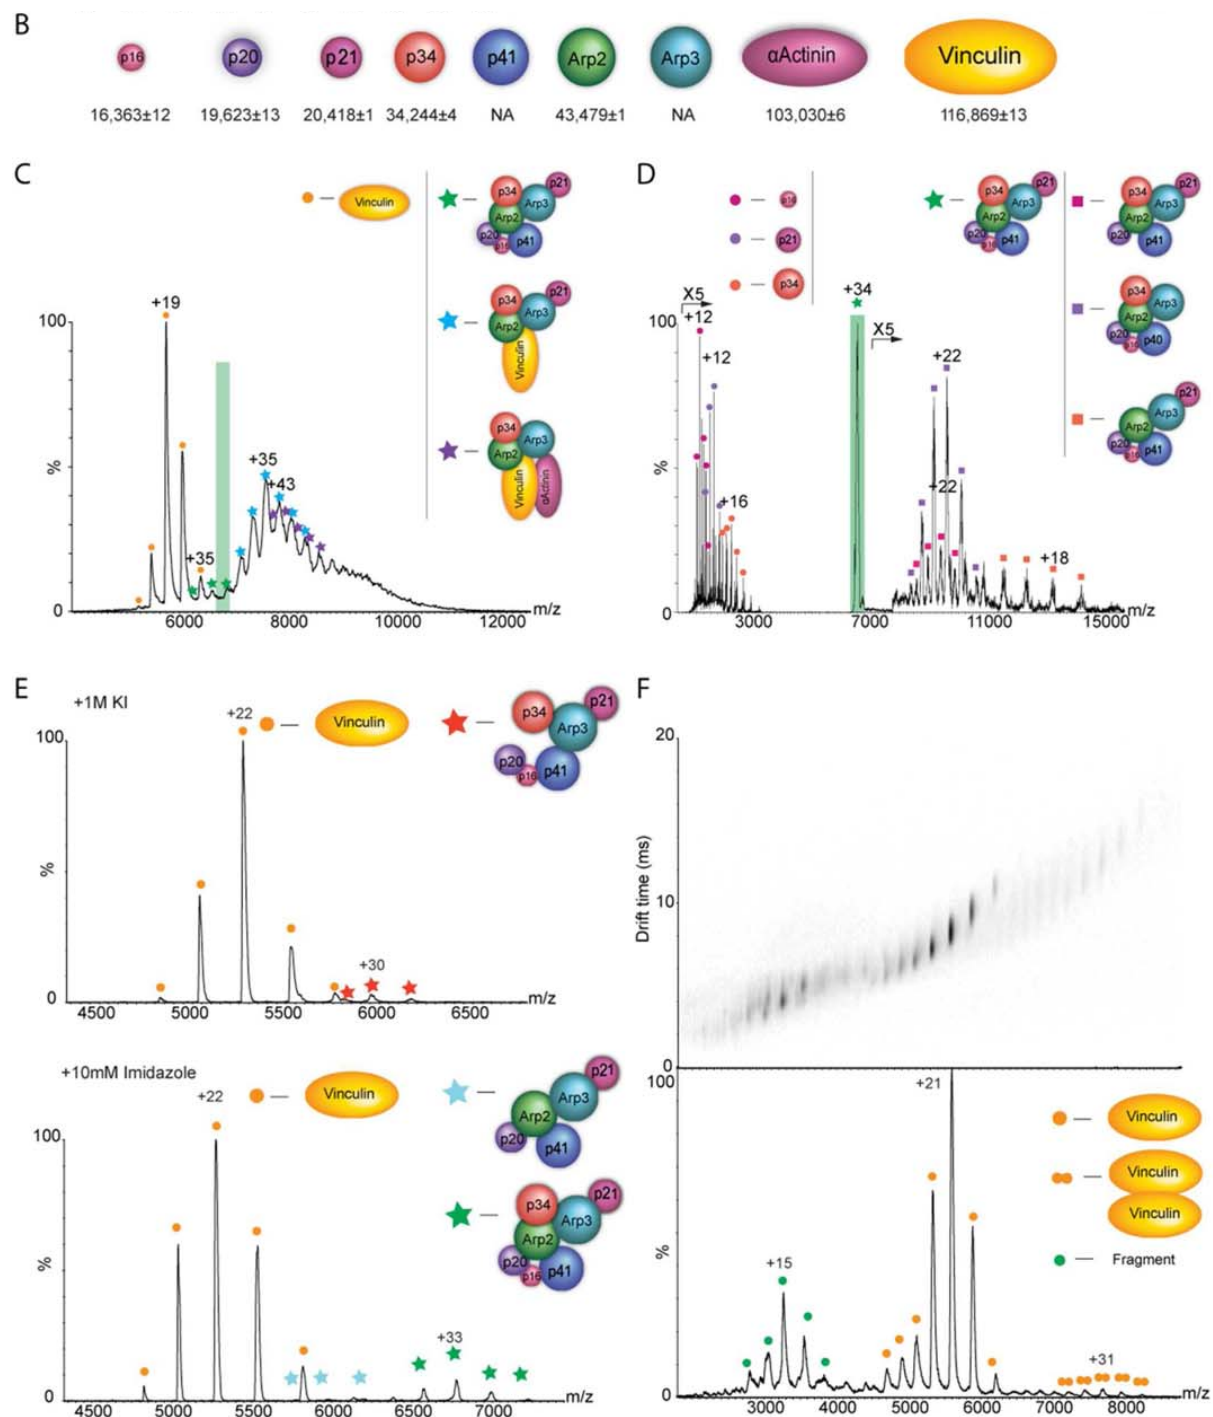 B
p16 p20 p21 p34 p41 Arp2 Arp3 αActinin Vinculin
16,363±12 19,623±13 20,418±1 34,244±4 NA 43,479±1 NA 103,030±6 116,869±13
C
Vinculin
p34 p21
Arp3
Arp2
p20 p16 p41
p34 p21
Arp3
Arp2
Vinculin
p34
Arp3
Arp2
Vinculin αActinin
100
%
0
+19
+35
+35
+43
6000 8000 10000 12000 m/z
D
p16
p21
p34
p34 p21
Arp3
Arp2
p20 p16 p41
p34 p21
Arp3
Arp2
p20 p41
p34
Arp3
Arp2
p20 p16 p40
p21
Arp2 Arp3
p20 p16 p41
X5
+12
+12
+16
+34
X5
+22
+22
+18
100
%
0
3000 7000 11000 15000 m/z
E
+1M KI
+22
Vinculin
p34 p21
Arp3
p20 p16 p41
100
%
0
+30
4500 5000 5500 6000 6500 m/z
+10mM Imidazole
+22
Vinculin
p21
Arp3
Arp2
p20 p41
p34 p21
Arp3
Arp2
p20 p16 p41
100
%
0
+33
4500 5000 5500 6000 6500 7000 m/z
F
20
10
0
Drift time (ms)
100
%
0
+21
+15
+31
Vinculin
Vinculin
Vinculin
Fragment
3000 4000 5000 6000 7000 8000 m/z